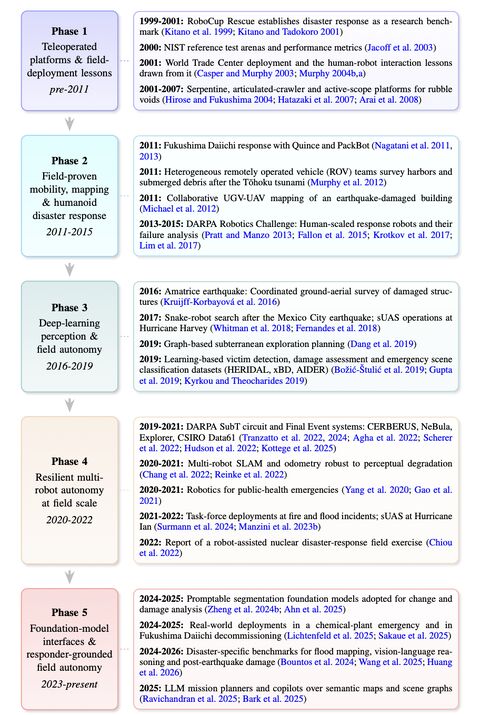 Phase 1
Teleoperated
platforms & field-
deployment lessons
pre-2011
1999-2001: RoboCup Rescue establishes disaster response as a research bench-
mark (Kitano et al. 1999; Kitano and Tadokoro 2001)
2000: NIST reference test arenas and performance metrics (Jacoff et al. 2003)
2001: World Trade Center deployment and the human-robot interaction lessons
drawn from it (Casper and Murphy 2003; Murphy 2004b,a)
2001-2007: Serpentine, articulated-crawler and active-scope platforms for rubble
voids (Hirose and Fukushima 2004; Hatazaki et al. 2007; Arai et al. 2008)
Phase 2
Field-proven
mobility, mapping
& humanoid
disaster response
2011-2015
2011: Fukushima Daiichi response with Quince and PackBot (Nagatani et al. 2011,
2013)
2011: Heterogeneous remotely operated vehicle (ROV) teams survey harbors and
submerged debris after the Tōhoku tsunami (Murphy et al. 2012)
2011: Collaborative UGV-UAV mapping of an earthquake-damaged building
(Michael et al. 2012)
2013-2015: DARPA Robotics Challenge: Human-scaled response robots and their
failure analysis (Pratt and Manzo 2013; Fallon et al. 2015; Krotkov et al. 2017;
Lim et al. 2017)
Phase 3
Deep-learning
perception &
field autonomy
2016-2019
2016: Amatrice earthquake: Coordinated ground-aerial survey of damaged struc-
tures (Kruijff-Korbayová et al. 2016)
2017: Snake-robot search after the Mexico City earthquake; sUAS operations at
Hurricane Harvey (Whitman et al. 2018; Fernandes et al. 2018)
2019: Graph-based subterranean exploration planning (Dang et al. 2019)
2019: Learning-based victim detection, damage assessment and emergency scene
classification datasets (HERIDAL, xBD, AIDER) (Božić-Štulić et al. 2019; Gupta
et al. 2019; Kyrkou and Theocharides 2019)
Phase 4
Resilient multi-
robot autonomy
at field scale
2020-2022
2019-2021: DARPA SubT circuit and Final Event systems: CERBERUS, NeBula,
Explorer, CSIRO Data61 (Tranzatto et al. 2022, 2024; Agha et al. 2022; Scherer
et al. 2022; Hudson et al. 2022; Kottege et al. 2025)
2020-2021: Multi-robot SLAM and odometry robust to perceptual degradation
(Chang et al. 2022; Reinke et al. 2022)
2020-2021: Robotics for public-health emergencies (Yang et al. 2020; Gao et al.
2021)
2021-2022: Task-force deployments at fire and flood incidents; sUAS at Hurricane
Ian (Surmann et al. 2024; Manzini et al. 2023b)
2022: Report of a robot-assisted nuclear disaster-response field exercise (Chiou
et al. 2022)
Phase 5
Foundation-model
interfaces &
responder-grounded
field autonomy
2023-present
2024-2025: Promptable segmentation foundation models adopted for change and
damage analysis (Zheng et al. 2024b; Ahn et al. 2025)
2024-2025: Real-world deployments in a chemical-plant emergency and in
Fukushima Daiichi decommissioning (Lichtenfeld et al. 2025; Sakaue et al. 2025)
2024-2026: Disaster-specific benchmarks for flood mapping, vision-language rea-
soning and post-earthquake damage (Bountos et al. 2024; Wang et al. 2025; Huang
et al. 2026)
2025: LLM mission planners and copilots over semantic maps and scene graphs
(Ravichandran et al. 2025; Bark et al. 2025)